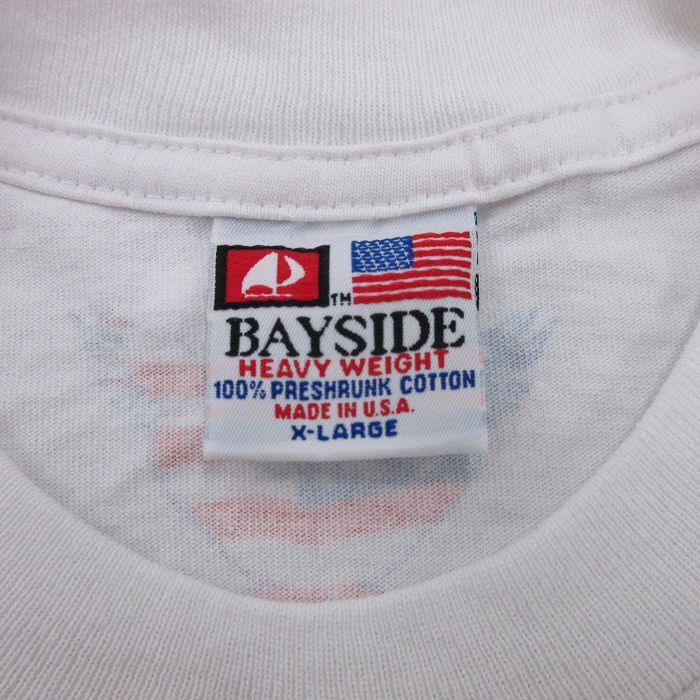 TM
BAYSIDE
HEAVY WEIGHT
100% PRESHRUNK COTTON
MADE IN U.S.A.
X-LARGE